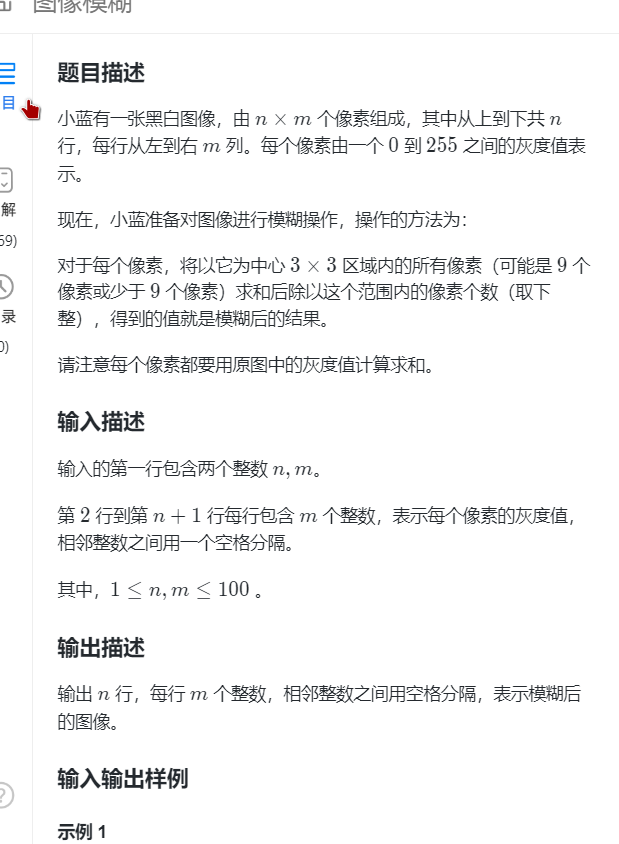 图像模糊
题目描述
目
小蓝有一张黑白图像，由 n × m 个像素组成，其中从上到下共 n
行，每行从左到右 m 列。每个像素由一个 0 到 255 之间的灰度值表
示。
解
现在，小蓝准备对图像进行模糊操作，操作的方法为：
69)
对于每个像素，将以它为中心 3 × 3 区域内的所有像素（可能是 9 个
像素或少于 9 个像素）求和后除以这个范围内的像素个数（取下
整），得到的值就是模糊后的结果。
录
0)
请注意每个像素都要用原图中的灰度值计算求和。
输入描述
输入的第一行包含两个整数 n, m。
第 2 行到第 n + 1 行每行包含 m 个整数，表示每个像素的灰度值，
相邻整数之间用一个空格分隔。
其中，1 ≤ n, m ≤ 100 。
输出描述
输出 n 行，每行 m 个整数，相邻整数之间用空格分隔，表示模糊后
的图像。
输入输出样例
示例 1